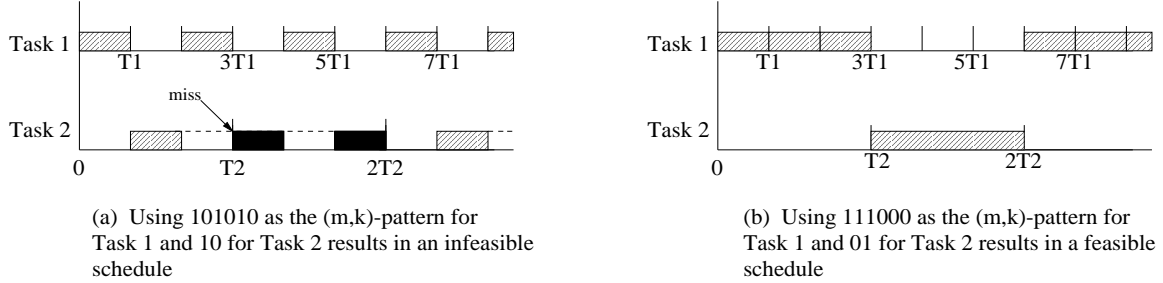 Task 1
T1 3T1 5T1 7T1
miss
Task 2
0 T2 2T2
(a) Using 101010 as the (m,k)-pattern for
Task 1 and 10 for Task 2 results in an infeasible
schedule
Task 1
T1 3T1 5T1 7T1
Task 2
0 T2 2T2
(b) Using 111000 as the (m,k)-pattern for
Task 1 and 01 for Task 2 results in a feasible
schedule